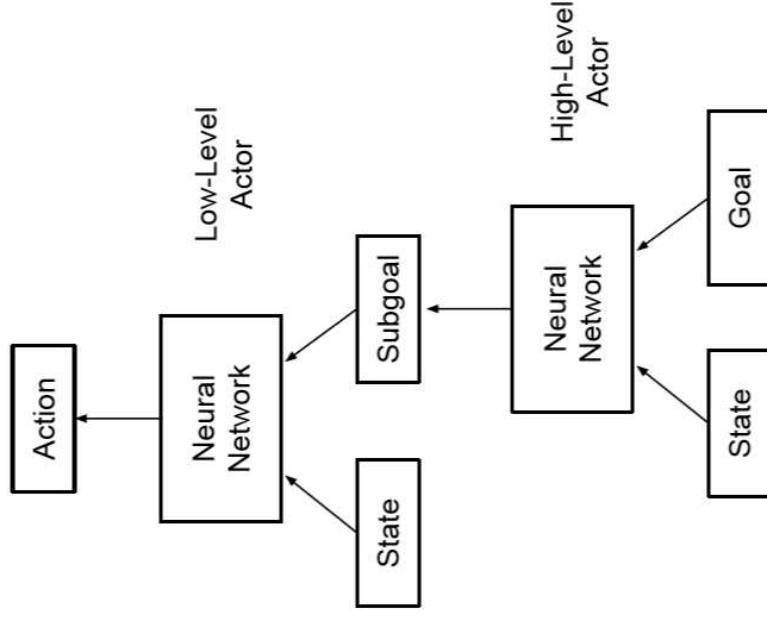 Action
Neural
Network
Low-Level
Actor
State
Subgoal
Neural
Network
High-Level
Actor
State
Goal